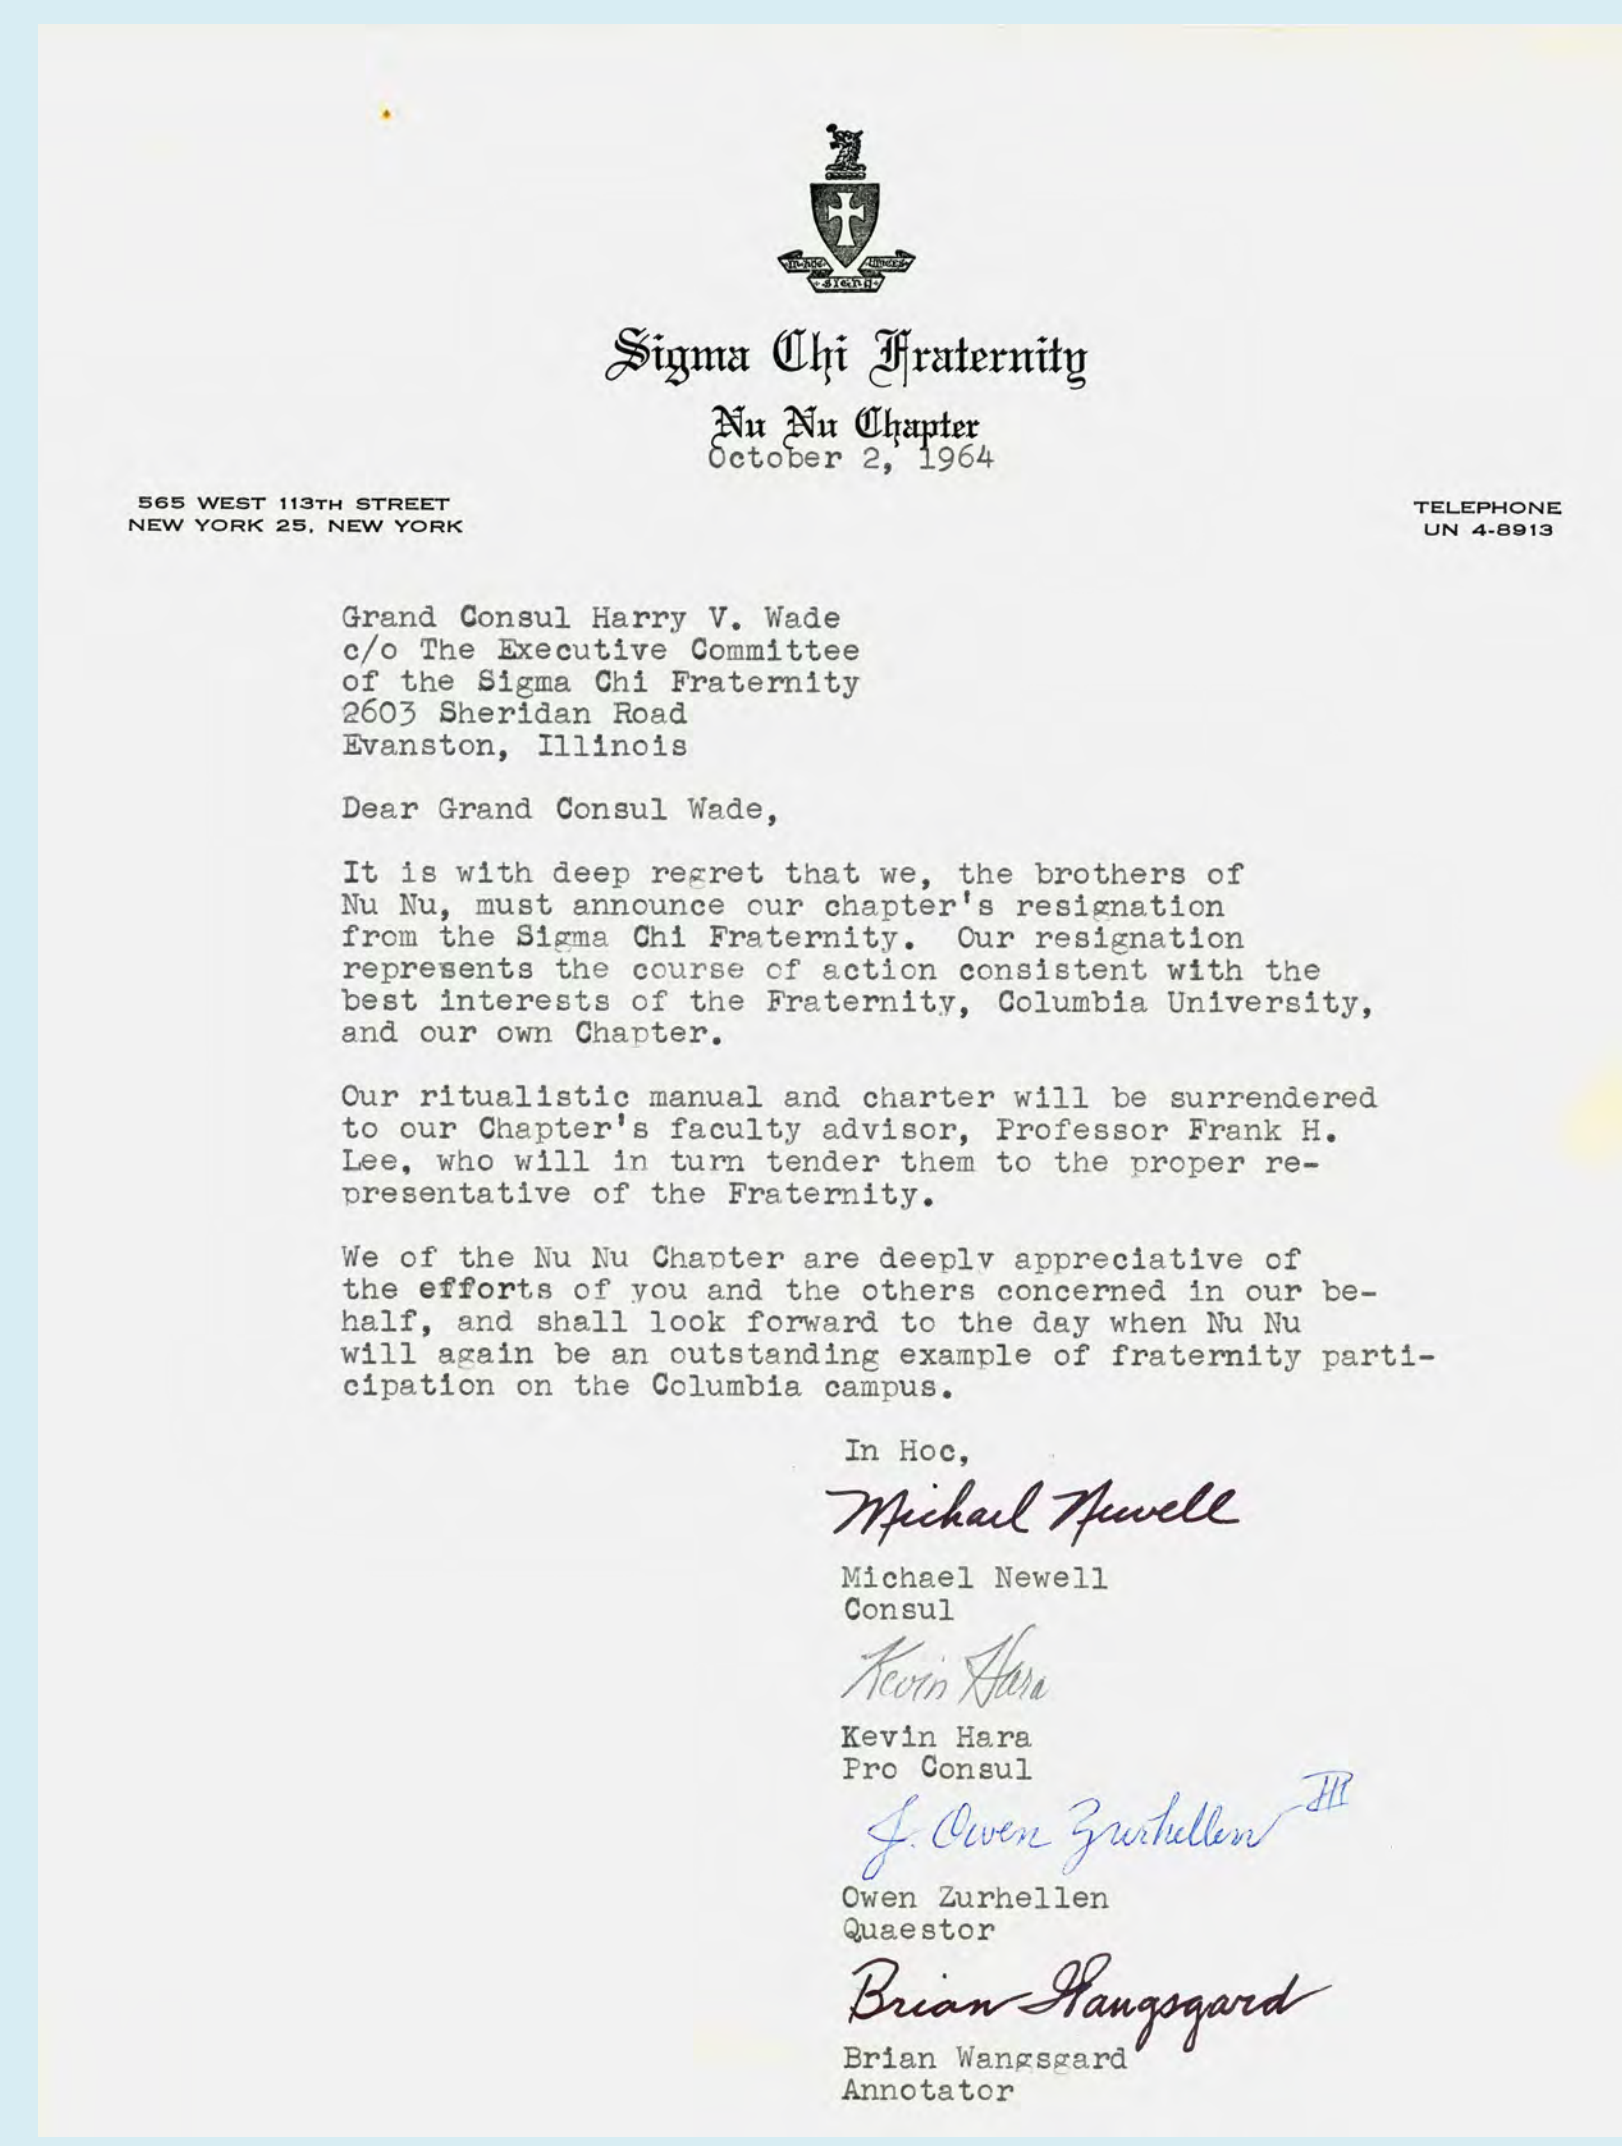 In hoc
signo
Vinces
Sigma Chi Fraternity
Nu Nu Chapter
October 2, 1964
565 WEST 113TH STREET
NEW YORK 25, NEW YORK
TELEPHONE
UN 4-8913
Grand Consul Harry V. Wade
c/o The Executive Committee
of the Sigma Chi Fraternity
2603 Sheridan Road
Evanston, Illinois
Dear Grand Consul Wade,
It is with deep regret that we, the brothers of
Nu Nu, must announce our chapter's resignation
from the Sigma Chi Fraternity. Our resignation
represents the course of action consistent with the
best interests of the Fraternity, Columbia University,
and our own Chapter.
Our ritualistic manual and charter will be surrendered
to our Chapter's faculty advisor, Professor Frank H.
Lee, who will in turn tender them to the proper re-
presentative of the Fraternity.
We of the Nu Nu Chapter are deeply appreciative of
the efforts of you and the others concerned in our be-
half, and shall look forward to the day when Nu Nu
will again be an outstanding example of fraternity parti-
cipation on the Columbia campus.
In Hoc,
Michael Newell
Michael Newell
Consul
Kevin Hara
Kevin Hara
Pro Consul
J. Owen Zurhellen III
Owen Zurhellen
Quaestor
Brian Wangsgard
Brian Wangsgard
Annotator